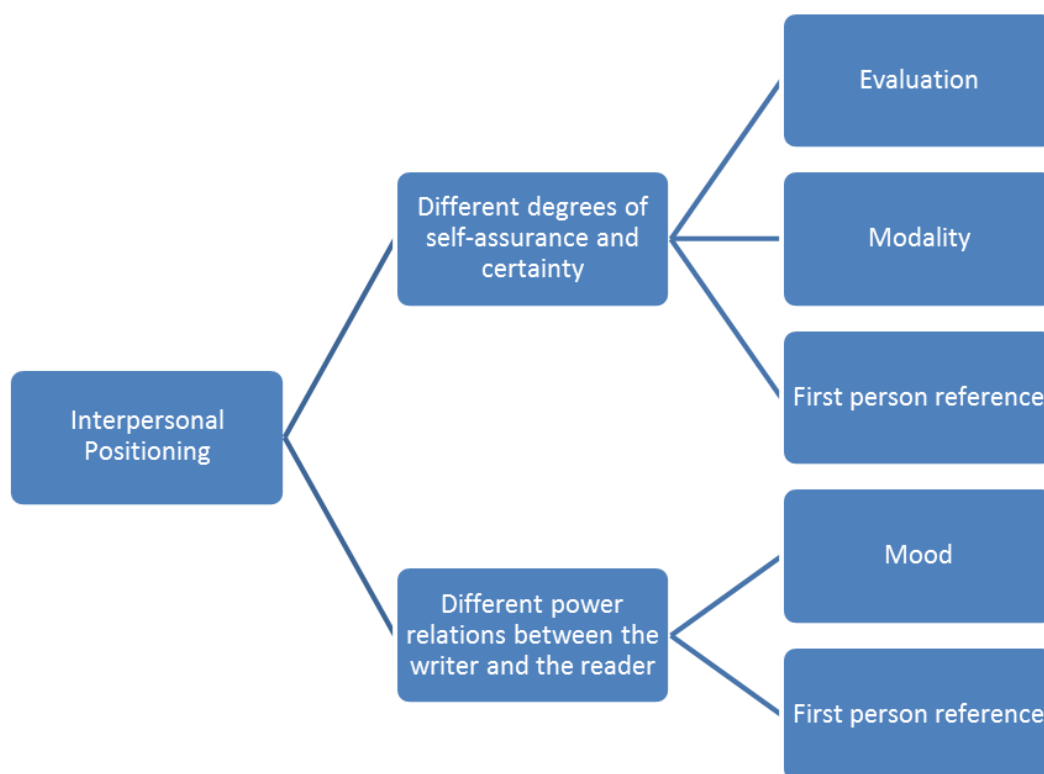 Interpersonal
Positioning
Different degrees of
self-assurance and
certainty
Evaluation
Modality
First person reference
Different power
relations between the
writer and the reader
Mood
First person reference